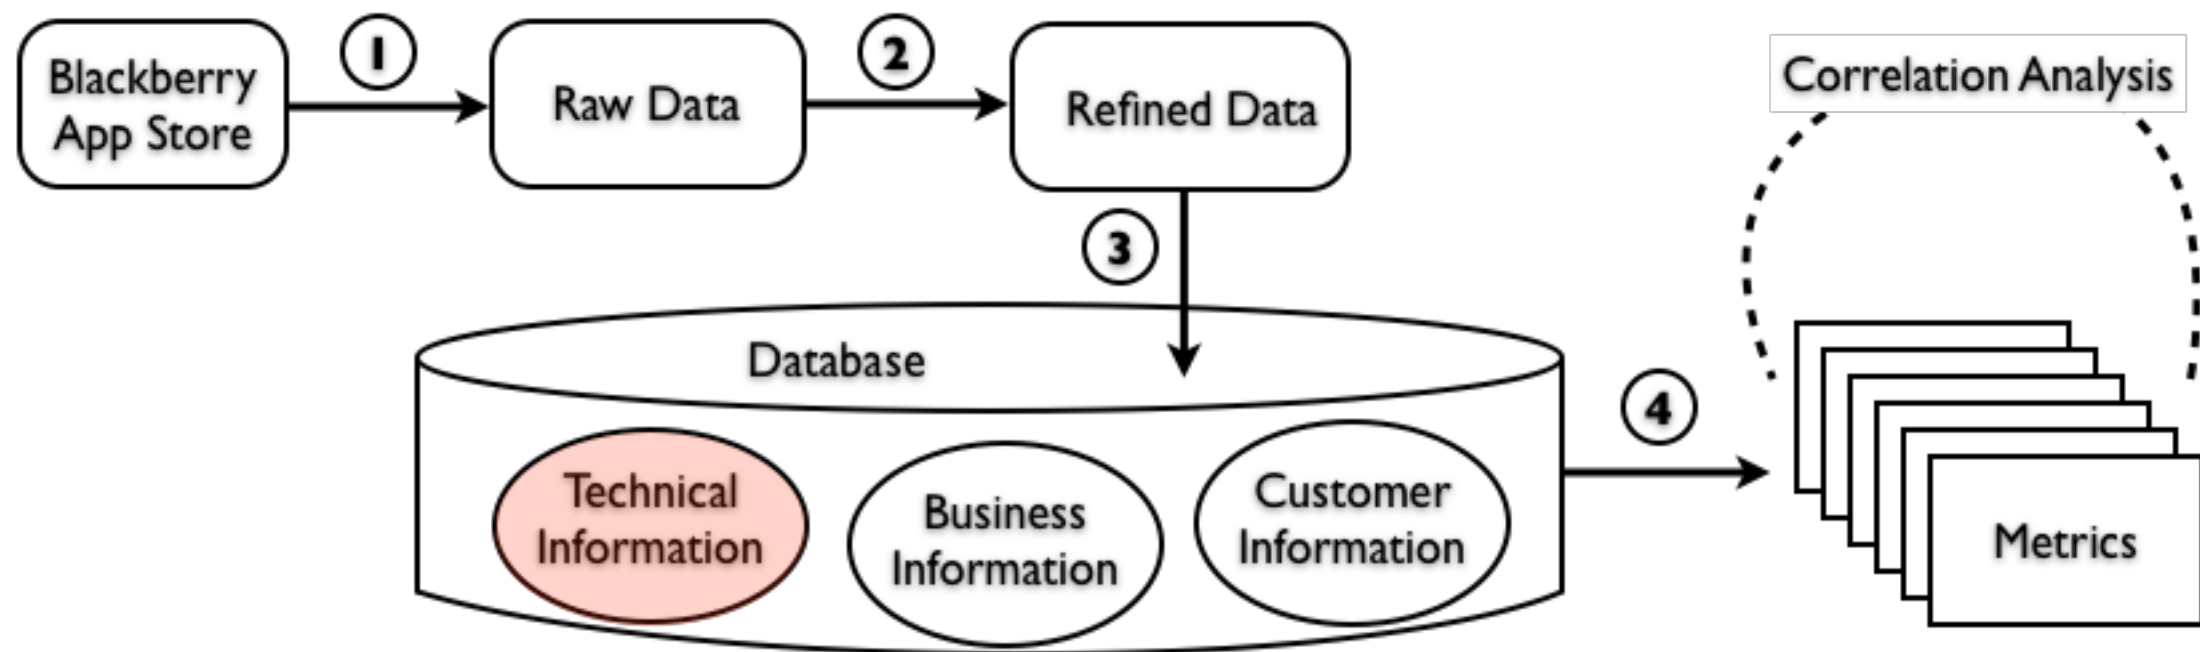 Blackberry
App Store
1
Raw Data
2
Refined Data
Correlation Analysis
3
Database
Technical
Information
Business
Information
Customer
Information
4
Metrics